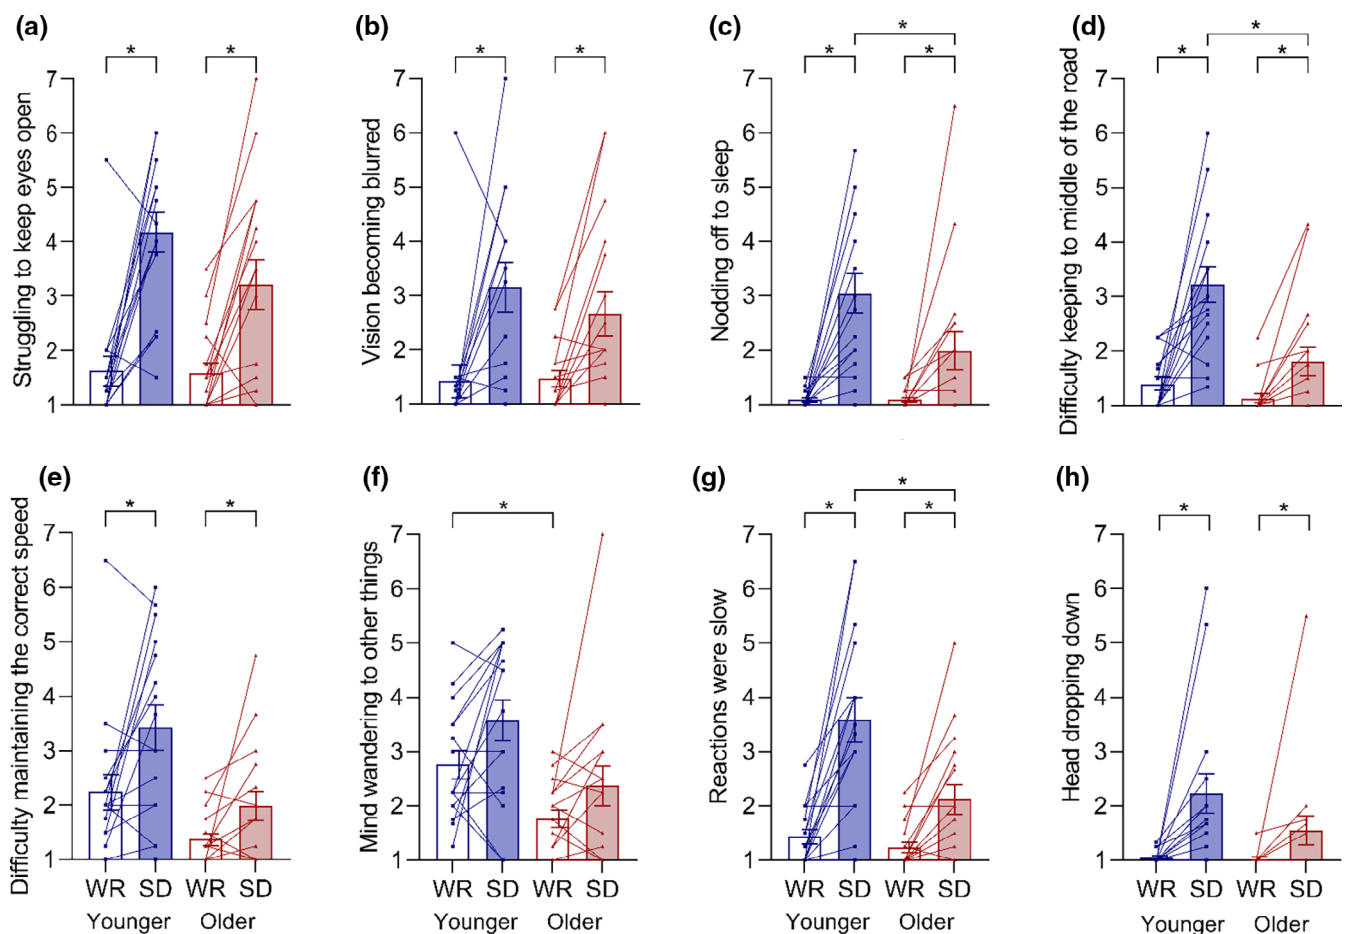 (a)
Struggling to keep eyes open
7
6
5
4
3
2
1
* *
(b)
Vision becoming blurred
7
6
5
4
3
2
1
* *
(c)
Nodding off to sleep
7
6
5
4
3
2
1
*
* *
(d)
Difficulty keeping to middle of the road
7
6
5
4
3
2
1
*
* *
(e)
Difficulty maintaining the correct speed
7
6
5
4
3
2
1
* *
WR SD WR SD
Younger Older
(f)
Mind wandering to other things
7
6
5
4
3
2
1
*
WR SD WR SD
Younger Older
(g)
Reactions were slow
7
6
5
4
3
2
1
*
* *
WR SD WR SD
Younger Older
(h)
Head dropping down
7
6
5
4
3
2
1
* *
WR SD WR SD
Younger Older